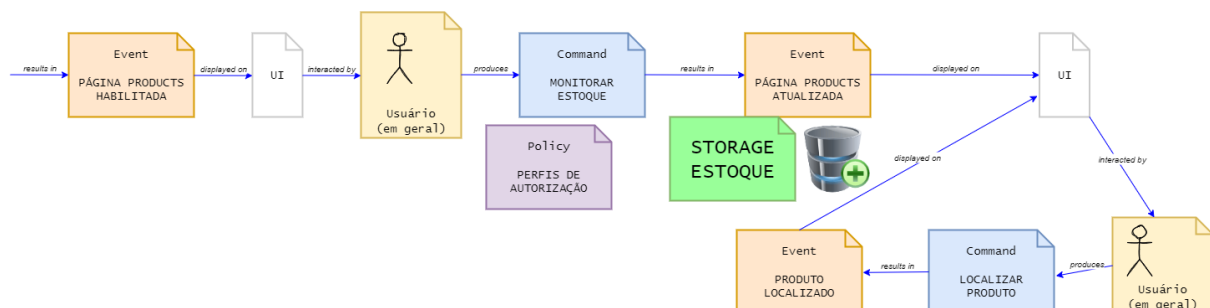 results in
Event
PÁGINA PRODUCTS
HABILITADA
displayed on
UI
interacted by
Usuário
(em geral)
produces
Command
MONITORAR
ESTOQUE
results in
Event
PÁGINA PRODUCTS
ATUALIZADA
displayed on
UI
Policy
PERFIS DE
AUTORIZAÇÃO
STORAGE
ESTOQUE
displayed on
interacted by
Event
PRODUTO
LOCALIZADO
results in
Command
LOCALIZAR
PRODUTO
produces
Usuário
(em geral)